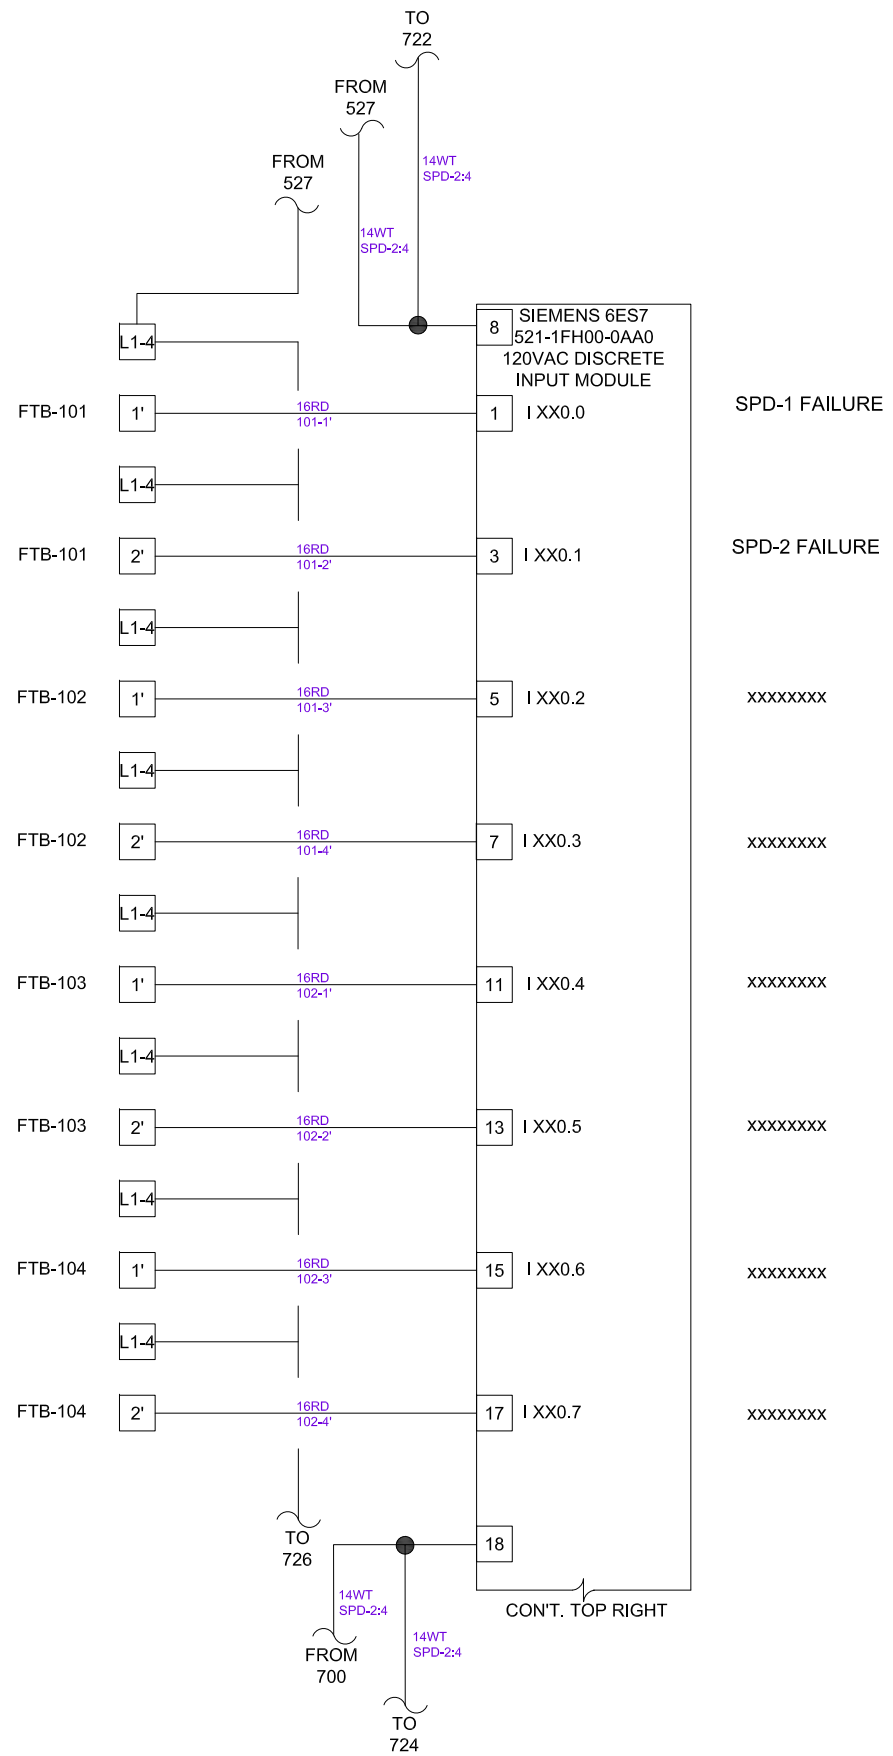 TO
722
FROM
527
14WT
SPD-2:4
FROM
527
14WT
SPD-2:4
L1-4
8
SIEMENS 6ES7
521-1FH00-0AA0
120VAC DISCRETE
INPUT MODULE
FTB-101 1' 16RD 1 I XX0.0 SPD-1 FAILURE
101-1'
L1-4
FTB-101 2' 16RD 3 I XX0.1 SPD-2 FAILURE
101-2'
L1-4
FTB-102 1' 16RD 5 I XX0.2 xxxxxxxx
101-3'
L1-4
FTB-102 2' 16RD 7 I XX0.3 xxxxxxxx
101-4'
L1-4
FTB-103 1' 16RD 11 I XX0.4 xxxxxxxx
102-1'
L1-4
FTB-103 2' 16RD 13 I XX0.5 xxxxxxxx
102-2'
L1-4
FTB-104 1' 16RD 15 I XX0.6 xxxxxxxx
102-3'
L1-4
FTB-104 2' 16RD 17 I XX0.7 xxxxxxxx
102-4'
TO
726
18
14WT
SPD-2:4
CON'T. TOP RIGHT
FROM
700
14WT
SPD-2:4
TO
724